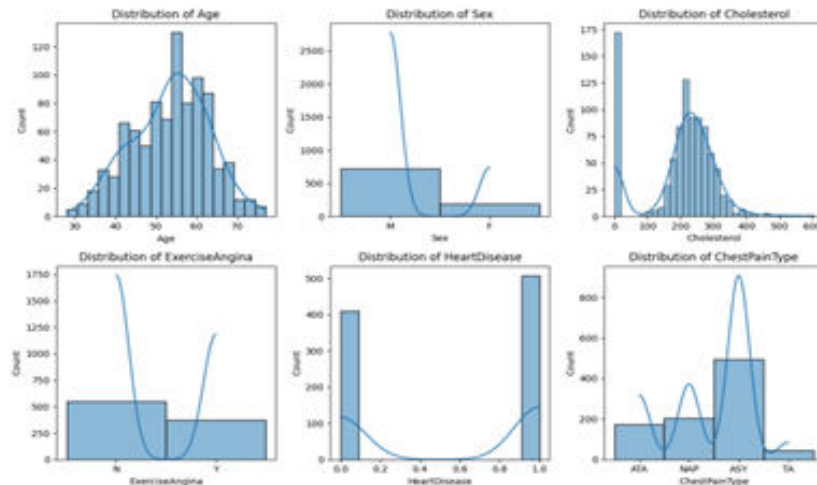 Distribution of Age
Count
120
100
80
60
40
20
0
30 40 50 60 70
Age
Distribution of Sex
Count
2500
2000
1500
1000
500
0
M F
Sex
Distribution of Cholesterol
Count
175
150
125
100
75
50
25
0
0 100 200 300 400 500 600
Cholesterol
Distribution of ExerciseAngina
Count
1750
1500
1250
1000
750
500
250
0
N Y
ExerciseAngina
Distribution of HeartDisease
Count
500
400
300
200
100
0
0.0 0.2 0.4 0.6 0.8 1.0
HeartDisease
Distribution of ChestPainType
Count
800
600
400
200
0
ATA NAP ASY TA
ChestPainType